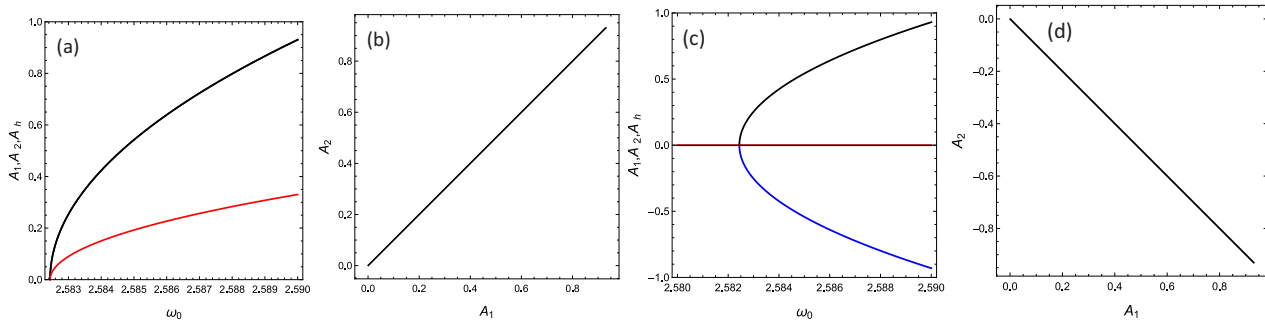 (a)
A₁,A₂,A h
1.0
0.8
0.6
0.4
0.2
0.0
2.583 2.584 2.585 2.586 2.587 2.588 2.589 2.590
ω₀
(b)
A₂
0.8
0.6
0.4
0.2
0.0
0.0 0.2 0.4 0.6 0.8
A₁
(c)
A₁,A₂,A h
1.0
0.5
0.0
−0.5
−1.0
2.580 2.582 2.584 2.586 2.588 2.590
ω₀
(d)
A₂
0.0
−0.2
−0.4
−0.6
−0.8
0.0 0.2 0.4 0.6 0.8
A₁